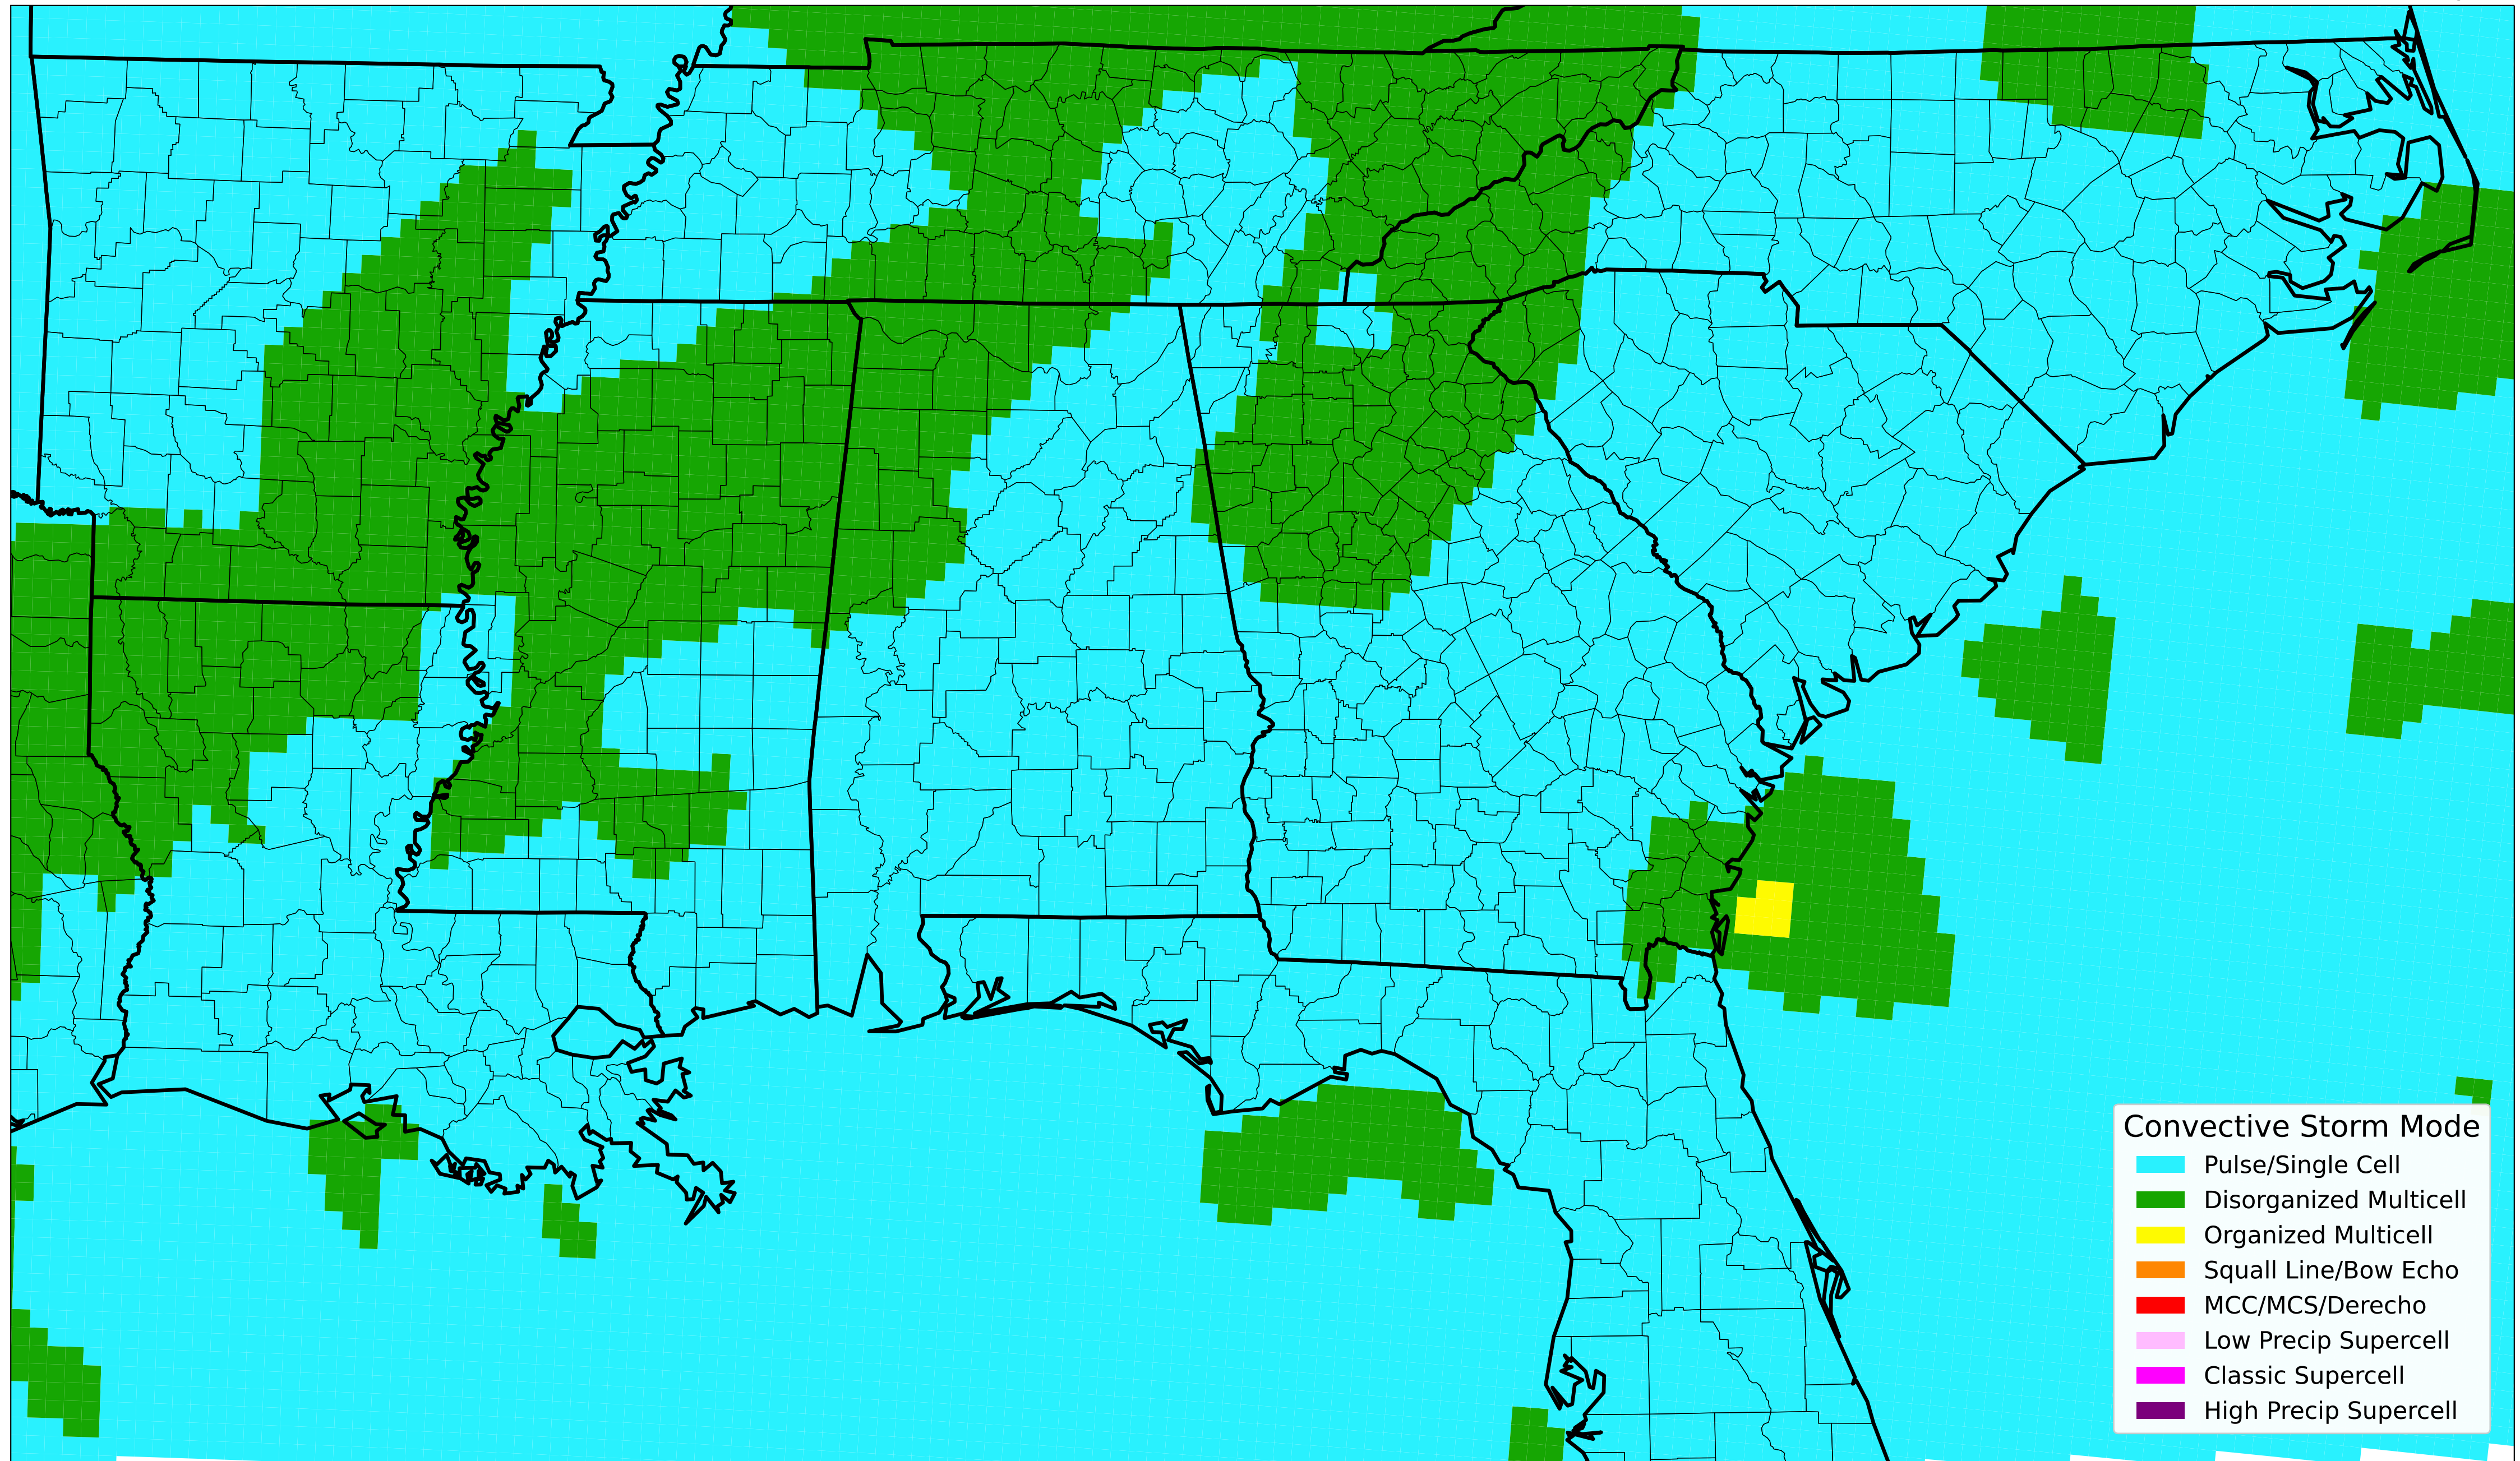 Convective Storm Mode
Pulse/Single Cell
Disorganized Multicell
Organized Multicell
Squall Line/Bow Echo
MCC/MCS/Derecho
Low Precip Supercell
Classic Supercell
High Precip Supercell